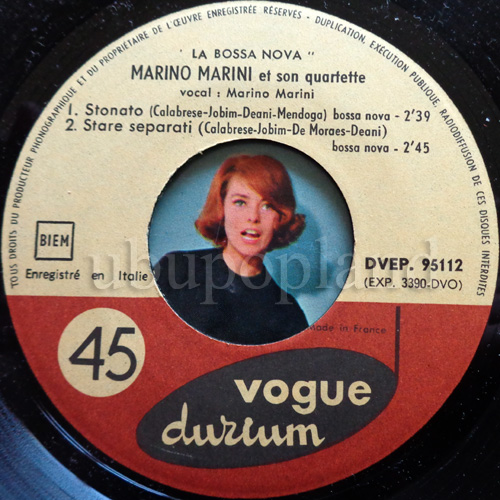 TOUS DROITS DU PRODUCTEUR PHONOGRAPHIQUE ET DU PROPRIETAIRE DE L'ŒUVRE ENREGISTRÉE RÉSERVES - DUPLICATION, EXÉCUTION PUBLIQUE, RADIODIFFUSION DE CES DISQUES INTERDITES
' LA BOSSA NOVA "
MARINO MARINI et son quartette
vocal : Marino Marini
1. Stonato (Calabrese-Jobim-Deani-Mendoga) bossa nova - 2'39
2. Stare separati (Calabrese-Jobim-De Moraes-Deani)
bossa nova - 2'45
BIEM
Enregistré en Italie
DVEP. 95112
(EXP. 3390-DVO)
ubupopland
Made in France
45
vogue
durium